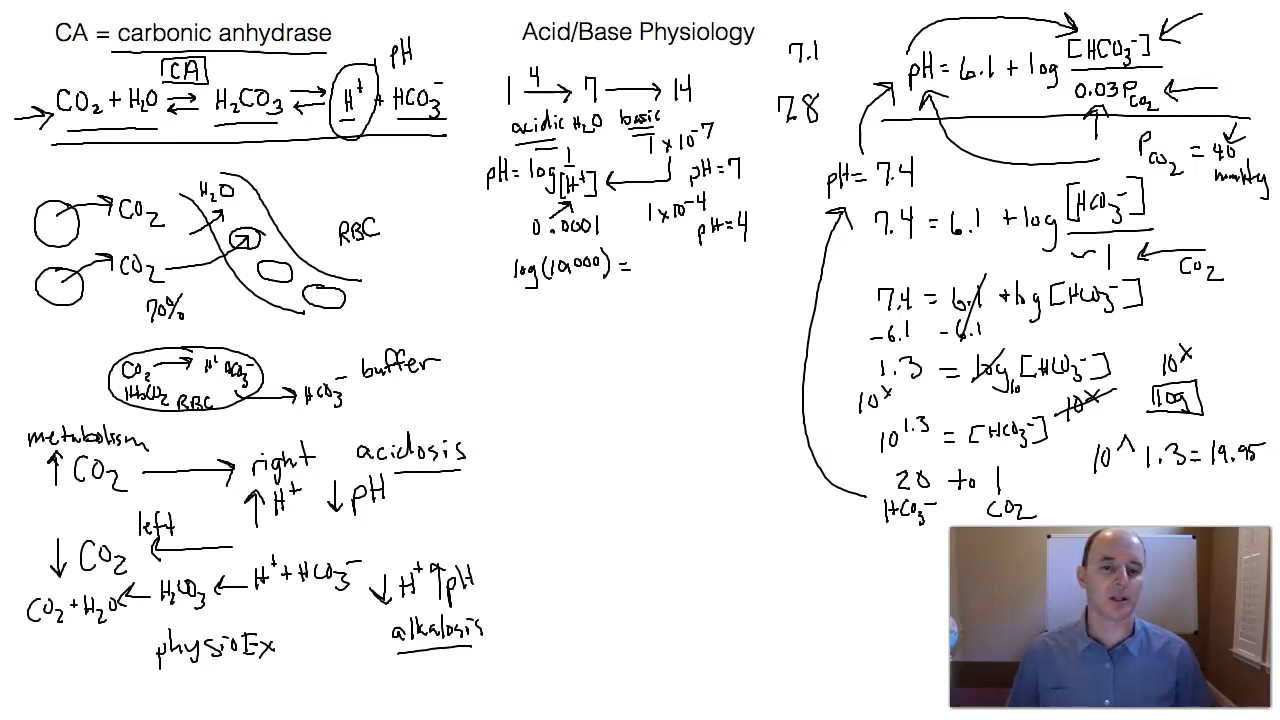 CA = carbonic anhydrase
pH
CA
CO₂ + H₂O ⇌ H₂CO₃ ⇌ H⁺ + HCO₃⁻
H₂O
CO₂
RBC
CO₂
70%
CO₂ → H⁺ HCO₃⁻
RBC
→ HCO₃⁻ buffer
metabolism
↑ CO₂ → right acidosis
↑ H⁺ ↓ pH
left
↓ CO₂ ←
CO₂ + H₂O ← H₂CO₃ ← H⁺ + HCO₃⁻ ↓ H⁺ ↑ pH
alkalosis
physioEx
Acid/Base Physiology
4
1 → 7 → 14
acidic H₂O basic
1 x 10⁻⁷
pH = log 1/[H⁺] ← pH = 7
0.0001 1 x 10⁻⁴
pH = 4
log(10,000) =
7.1
7.8
pH = 6.1 + log [HCO₃⁻]
0.03 PCO₂
PCO₂ = 40 mmHg
pH = 7.4
7.4 = 6.1 + log [HCO₃⁻]
~ 1 ← CO₂
7.4 = 6.1 + log [HCO₃⁻]
-6.1 -6.1
1.3 = log₁₀ [HCO₃⁻] 10ˣ
10ˣ 10ˣ log
10^1.3 = [HCO₃⁻]
10 ^ 1.3 = 19.95
20 to 1
HCO₃⁻ CO₂